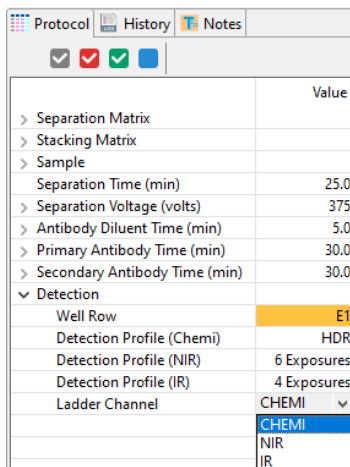 Protocol History Notes
Value
Separation Matrix
Stacking Matrix
Sample
Separation Time (min) 25.0
Separation Voltage (volts) 375
Antibody Diluent Time (min) 5.0
Primary Antibody Time (min) 30.0
Secondary Antibody Time (min) 30.0
Detection
Well Row E1
Detection Profile (Chemi) HDR
Detection Profile (NIR) 6 Exposures
Detection Profile (IR) 4 Exposures
Ladder Channel CHEMI
CHEMI
NIR
IR